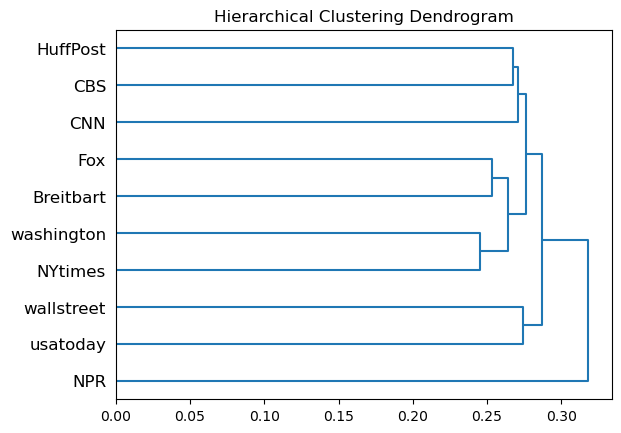 Hierarchical Clustering Dendrogram
HuffPost
CBS
CNN
Fox
Breitbart
washington
NYtimes
wallstreet
usatoday
NPR
0.00 0.05 0.10 0.15 0.20 0.25 0.30